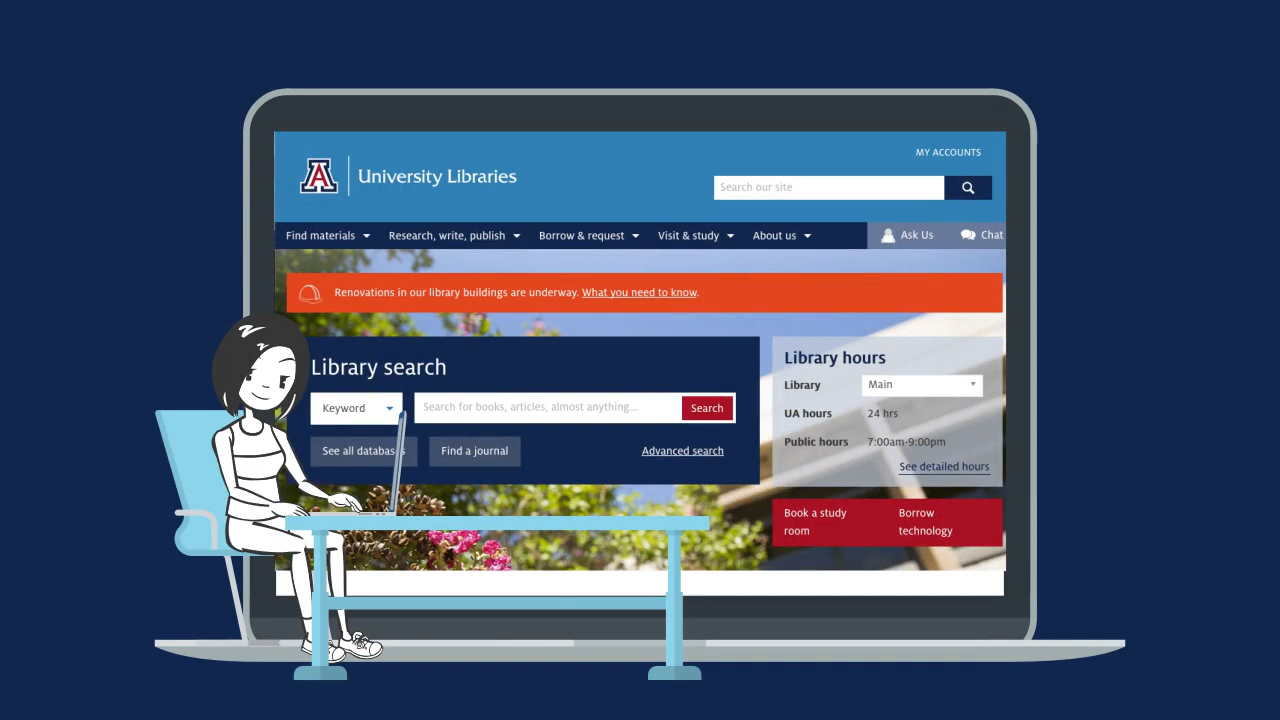 MY ACCOUNTS
A University Libraries
Search our site
Find materials Research, write, publish Borrow & request Visit & study About us Ask Us Chat
Renovations in our library buildings are underway. What you need to know.
Library search
Keyword Search for books, articles, almost anything... Search
See all databas Find a journal Advanced search
Library hours
Library Main
UA hours 24 hrs
Public hours 7:00am-9:00pm
See detailed hours
Book a study room
Borrow technology